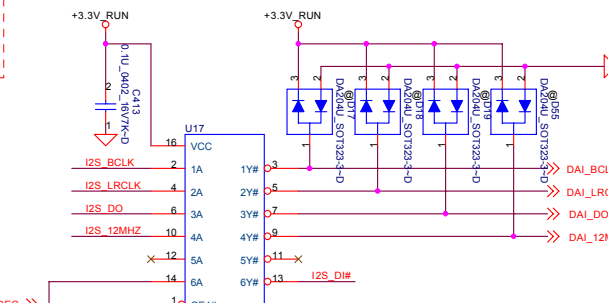 +3.3V_RUN
+3.3V_RUN
C413
0.1U_0402_16V7K~D
2
1
3
2
1
@D17
DA204U_SOT323-3~D
3
2
1
@D18
DA204U_SOT323-3~D
3
2
1
@D19
DA204U_SOT323-3~D
3
2
1
@D55
DA204U_SOT323-3~D
U17
16 VCC
I2S_BCLK 2 1A 1Y# 3 DAI_BCL
I2S_LRCLK 4 2A 2Y# 5 DAI_LRC
I2S_DO 6 3A 3Y# 7 DAI_DO
I2S_12MHZ 10 4A 4Y# 9 DAI_12M
12 5A 5Y# 11
14 6A 6Y# 13 I2S_DI#
1